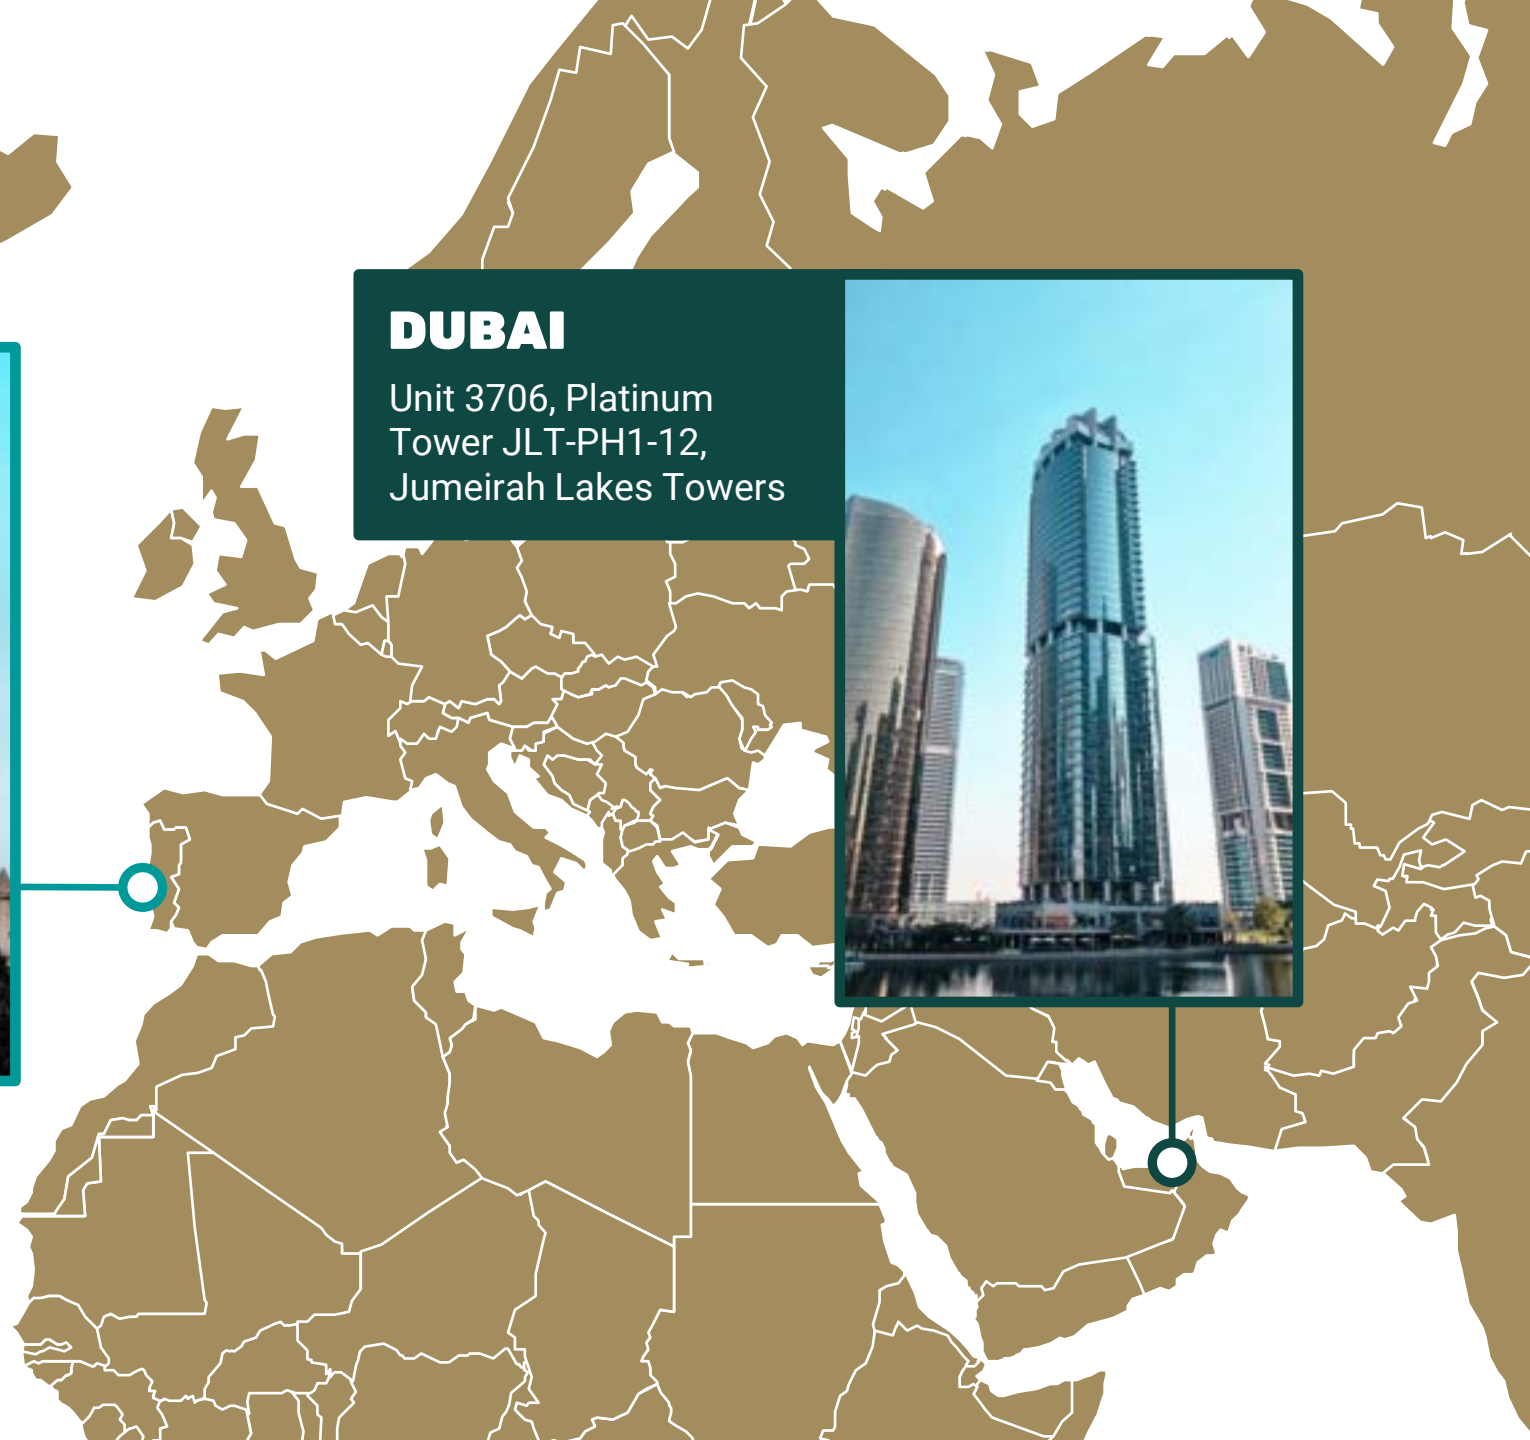 DUBAI
Unit 3706, Platinum
Tower JLT-PH1-12,
Jumeirah Lakes Towers